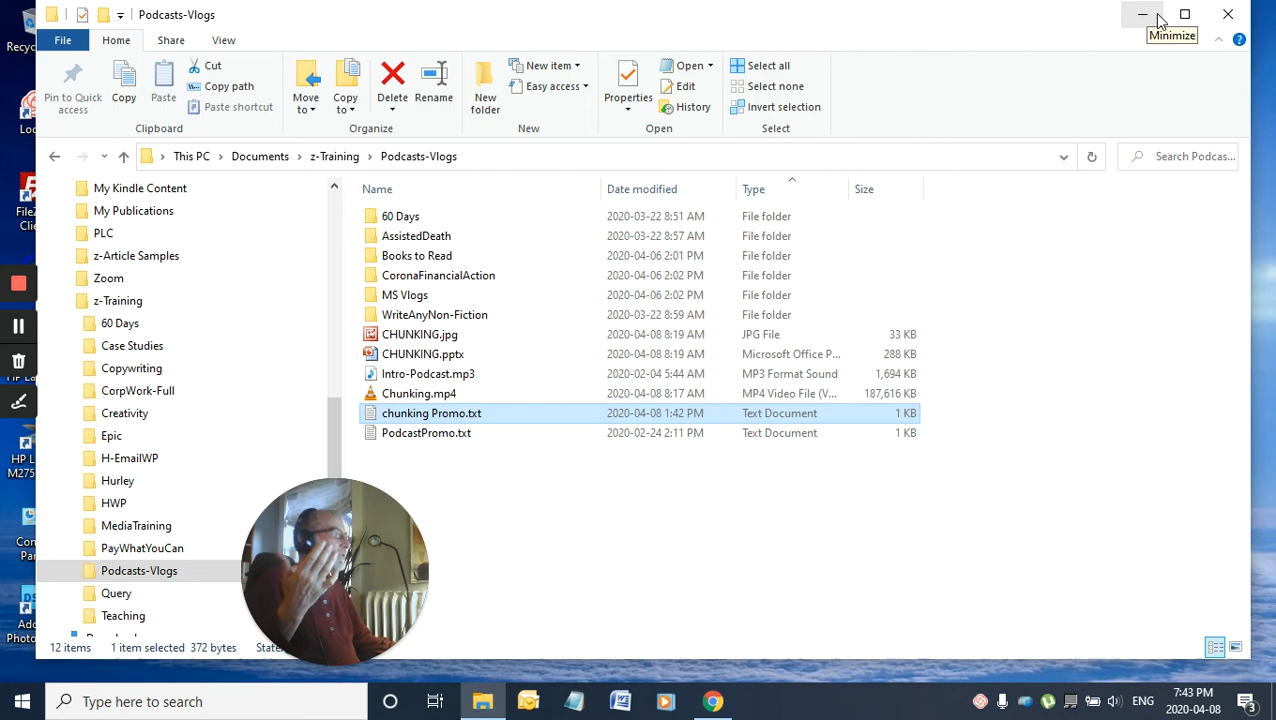 Podcasts-Vlogs
Minimize
File Home Share View
Pin to Quick access
Copy
Paste
Cut
Copy path
Paste shortcut
Clipboard
Move to
Copy to
Delete
Rename
Organize
New folder
New item
Easy access
New
Properties
Open
Edit
History
Open
Select all
Select none
Invert selection
Select
This PC > Documents > z-Training > Podcasts-Vlogs
Search Podcas...
My Kindle Content
My Publications
PLC
z-Article Samples
Zoom
z-Training
60 Days
Case Studies
Copywriting
CorpWork-Full
Creativity
Epic
H-EmailWP
Hurley
HWP
MediaTraining
PayWhatYouCan
Podcasts-Vlogs
Query
Teaching
Name Date modified Type Size
60 Days 2020-03-22 8:51 AM File folder
AssistedDeath 2020-03-22 8:57 AM File folder
Books to Read 2020-04-06 2:01 PM File folder
CoronaFinancialAction 2020-04-06 2:02 PM File folder
MS Vlogs 2020-04-06 2:02 PM File folder
WriteAnyNon-Fiction 2020-03-22 8:59 AM File folder
CHUNKING.jpg 2020-04-08 8:19 AM JPG File 33 KB
CHUNKING.pptx 2020-04-08 8:19 AM Microsoft Office P... 288 KB
Intro-Podcast.mp3 2020-02-04 5:44 AM MP3 Format Sound 1,694 KB
Chunking.mp4 2020-04-08 8:17 AM MP4 Video File (V... 187,616 KB
chunking Promo.txt 2020-04-08 1:42 PM Text Document 1 KB
PodcastPromo.txt 2020-02-24 2:11 PM Text Document 1 KB
12 items 1 item selected 372 bytes
Type here to search
ENG
7:43 PM
2020-04-08
3